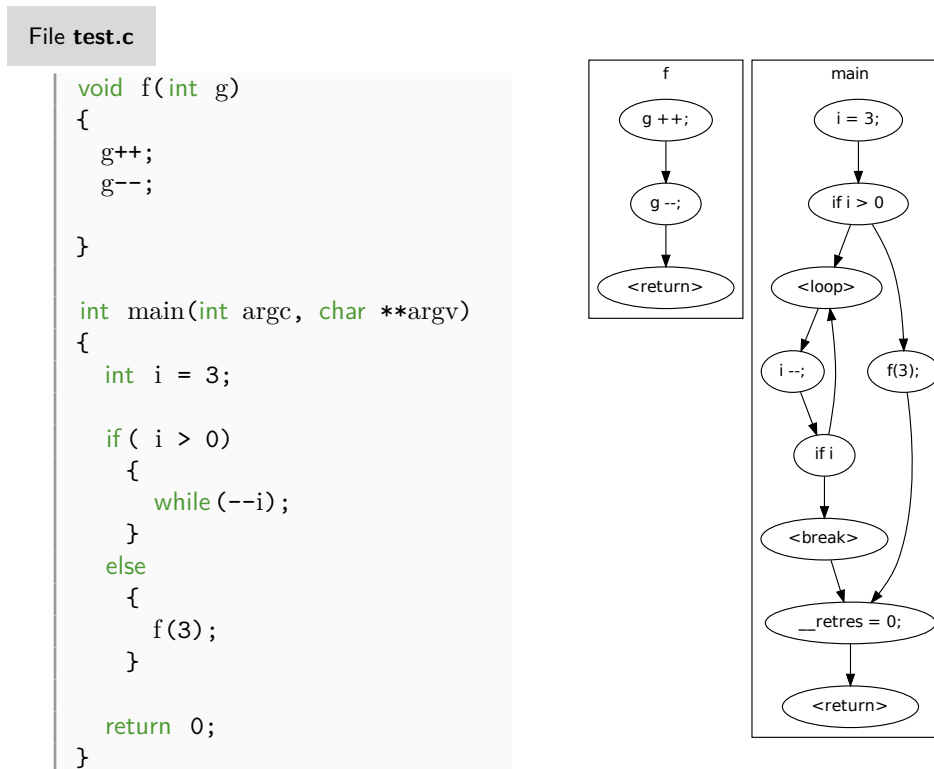 File test.c
void f(int g)
{
g++;
g--;
}
int main(int argc, char **argv)
{
int i = 3;
if( i > 0)
{
while(--i);
}
else
{
f(3);
}
return 0;
}
f
g ++;
g --;
<return>
main
i = 3;
if i > 0
<loop>
i --;
f(3);
if i
<break>
__retres = 0;
<return>